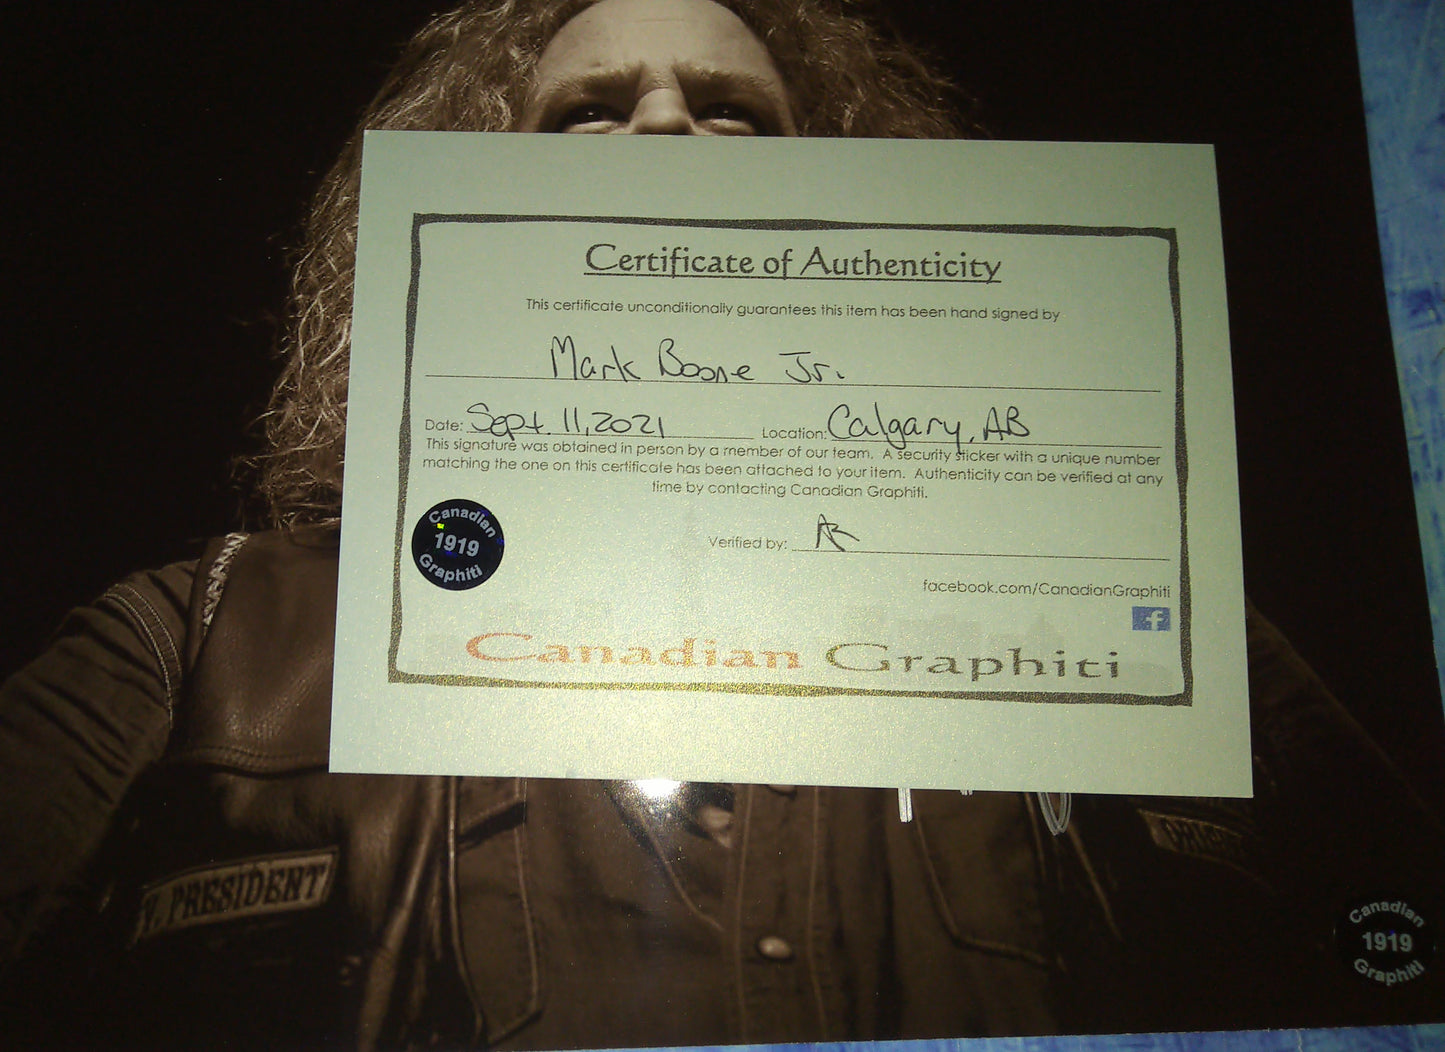 Certificate of Authenticity
This certificate unconditionally guarantees this item has been hand signed by
Mark Boone Jr.
Date: Sept. 11, 2021 Location: Calgary, AB
This signature was obtained in person by a member of our team. A security sticker with a unique number
matching the one on this certificate has been attached to your item. Authenticity can be verified at any
time by contacting Canadian Graphiti.
Canadian
1919
Graphiti
Verified by:
facebook.com/CanadianGraphiti
f
Canadian Graphiti
V. PRESIDENT
Canadian
1919
Graphiti